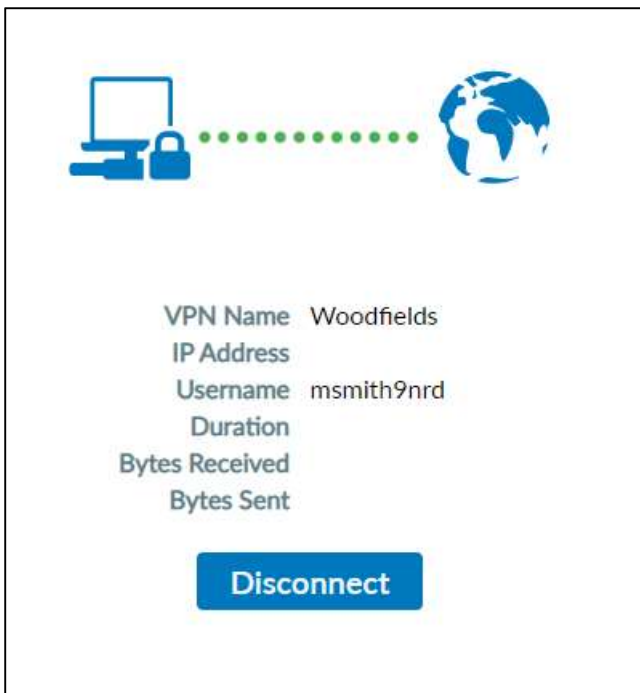 VPN Name Woodfields
IP Address
Username msmith9nrd
Duration
Bytes Received
Bytes Sent
Disconnect